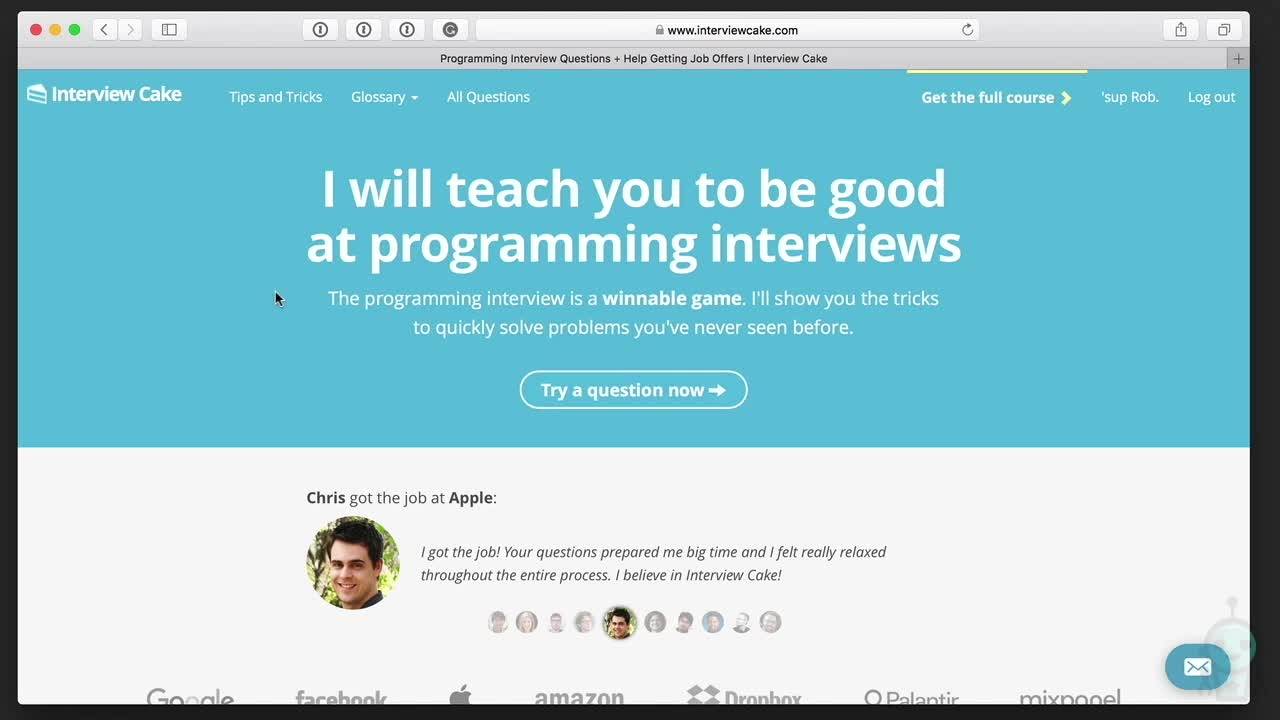 www.interviewcake.com
Programming Interview Questions + Help Getting Job Offers | Interview Cake
Interview Cake
Tips and Tricks
Glossary
All Questions
Get the full course
'sup Rob.
Log out
I will teach you to be good
at programming interviews
The programming interview is a winnable game. I'll show you the tricks
to quickly solve problems you've never seen before.
Try a question now
Chris got the job at Apple:
I got the job! Your questions prepared me big time and I felt really relaxed
throughout the entire process. I believe in Interview Cake!
Google
facebook
amazon
Dropbox
Palantir
mixpanel